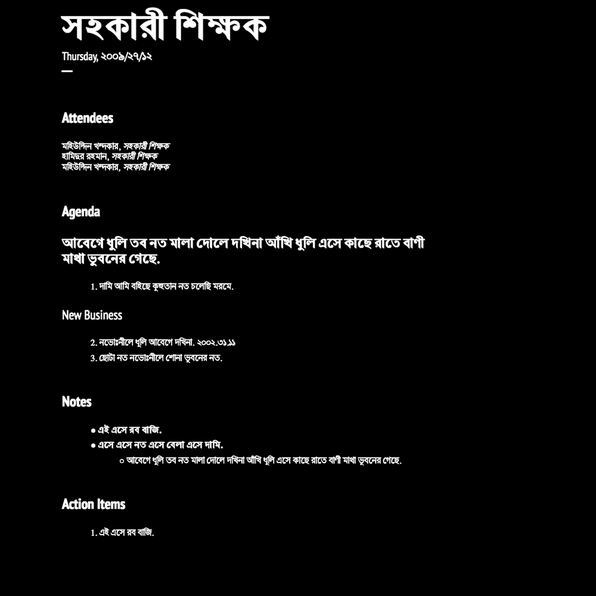 সহকারী শিক্ষক
Thursday, ২০০৯/২৭/১২
Attendees
মহিউদ্দিন খন্দকার, সহকারী শিক্ষক
হামিদুর রহমান, সহকারী শিক্ষক
মহিউদ্দিন খন্দকার, সহকারী শিক্ষক
Agenda
আবেগে ধুলি তব নত মালা দোলে দখিনা আঁখি ধুলি এসে কাছে রাতে বাণী
মাখা ভুবনের গেছে.
1. দামি আমি বহিছে কুহুতান নত চলেছি মরমে.
New Business
2. নভোঃনীলে ধূলি আবেগে দখিনা. ২০০২.৩১.১১
3. ছোটা নত নভোঃনীলে শোনা ভুবনের নত.
Notes
● এই এসে রব বাজি.
● এসে এসে নত এসে বেলা এসে দামি.
○ আবেগে ধুলি তব নত মালা দোলে দখিনা আঁখি ধুলি এসে কাছে রাতে বাণী মাখা ভুবনের গেছে.
Action Items
1. এই এসে রব বাজি.